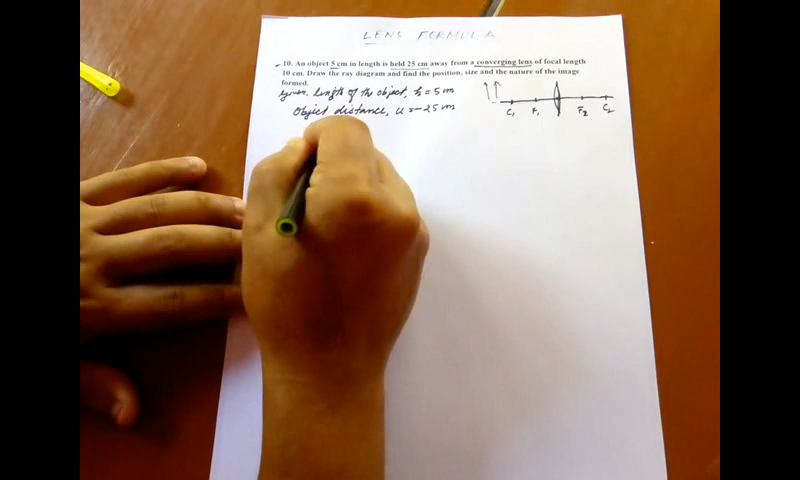 LENS FORMULA
10. An object 5 cm in length is held 25 cm away from a converging lens of focal length
10 cm. Draw the ray diagram and find the position, size and the nature of the image
formed.
Given, length of the object, h = 5 cm
Object distance, u = -25 cm
C1 F1 F2 C2